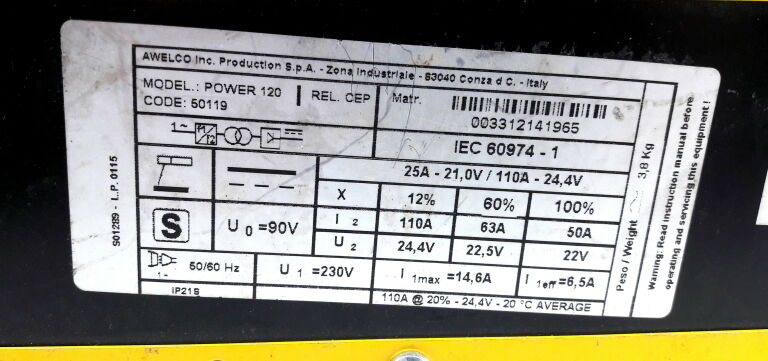 AWELCO Inc. Production S.p.A. - Zona Industriale - 83040 Conza d C. - Italy
MODEL.: POWER 120
CODE: 50119
REL. CEP
Matr.
003312141965
1~ f1 f2
IEC 60974 - 1
25A - 21,0V / 110A - 24,4V
X 12% 60% 100%
S
U 0 =90V
I 2 110A 63A 50A
U 2 24,4V 22,5V 22V
1~ 50/60 Hz
U 1 =230V
I 1max =14,6A
I 1eff =6,5A
IP21S
110A @ 20% - 24,4V - 20 °C AVERAGE
S01289 - L.P. 0115
Peso / Weight 3,8 Kg
Warning: Read instruction manual before
operating and servicing this equipment !